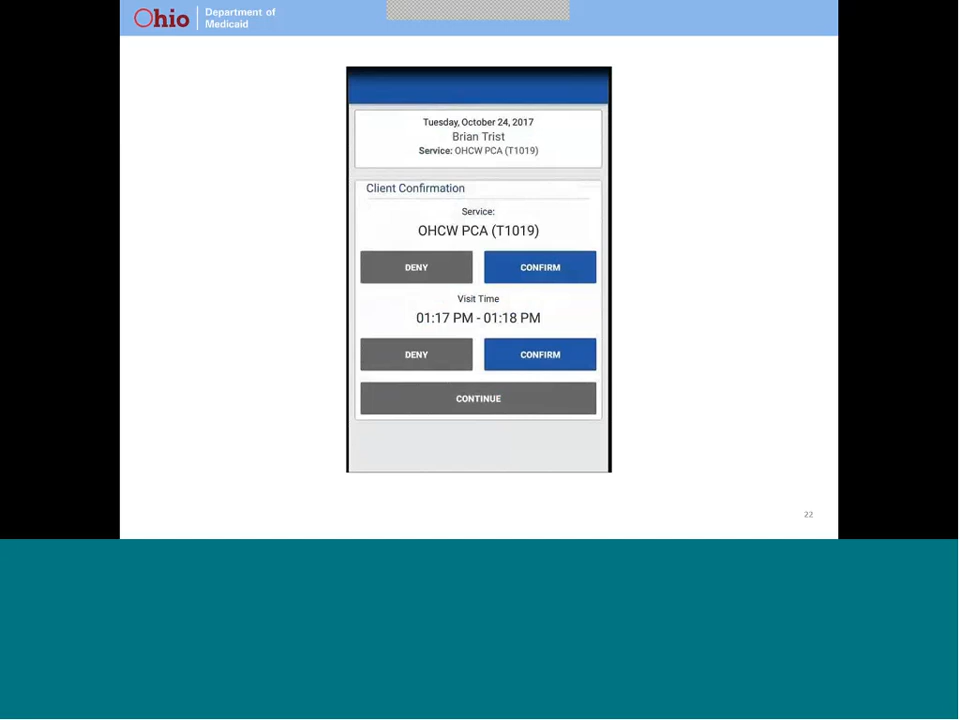 Ohio
Department of
Medicaid
Tuesday, October 24, 2017
Brian Trist
Service: OHCW PCA (T1019)
Client Confirmation
Service:
OHCW PCA (T1019)
DENY CONFIRM
Visit Time
01:17 PM - 01:18 PM
DENY CONFIRM
CONTINUE
22